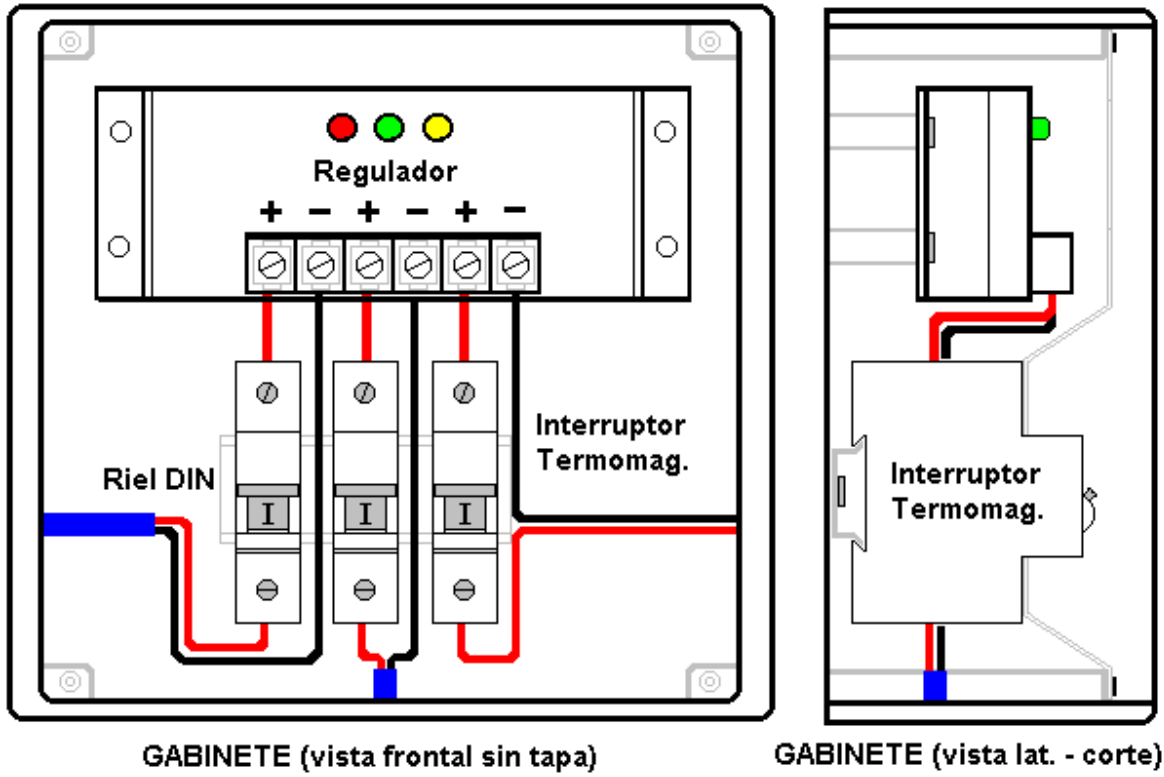 Regulador
+ − + − + −
Interruptor
Termomag.
Riel DIN
I I I
GABINETE (vista frontal sin tapa)
Interruptor
Termomag.
GABINETE (vista lat. - corte)